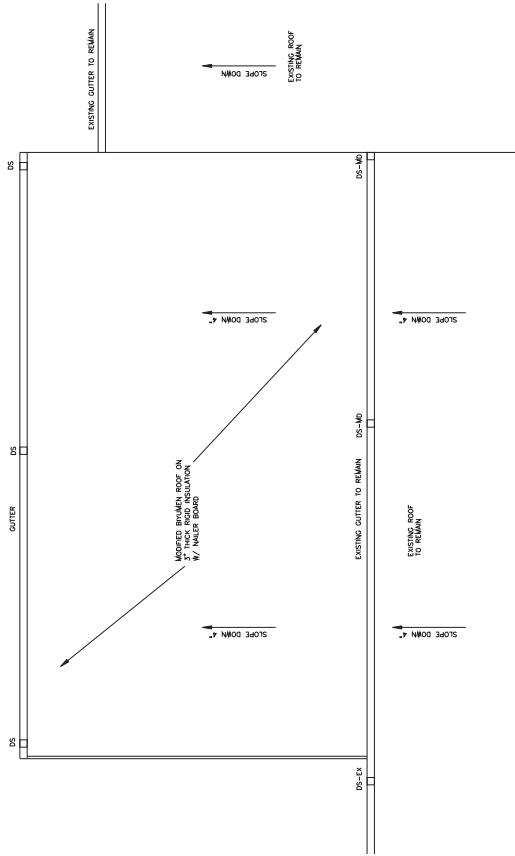 DS
GUTTER
DS
DS
EXISTING GUTTER TO REMAIN
MODIFIED BIYUMEN ROOF ON
3" THICK RIGID INSULATION
W/ NAILER BOARD
SLOPE DOWN 4"
SLOPE DOWN 4"
SLOPE DOWN
EXISTING ROOF
TO REMAIN
DS-EX
EXISTING GUTTER TO REMAIN
DS-MD
DS-MD
SLOPE DOWN 4"
EXISTING ROOF
TO REMAIN
SLOPE DOWN 4"